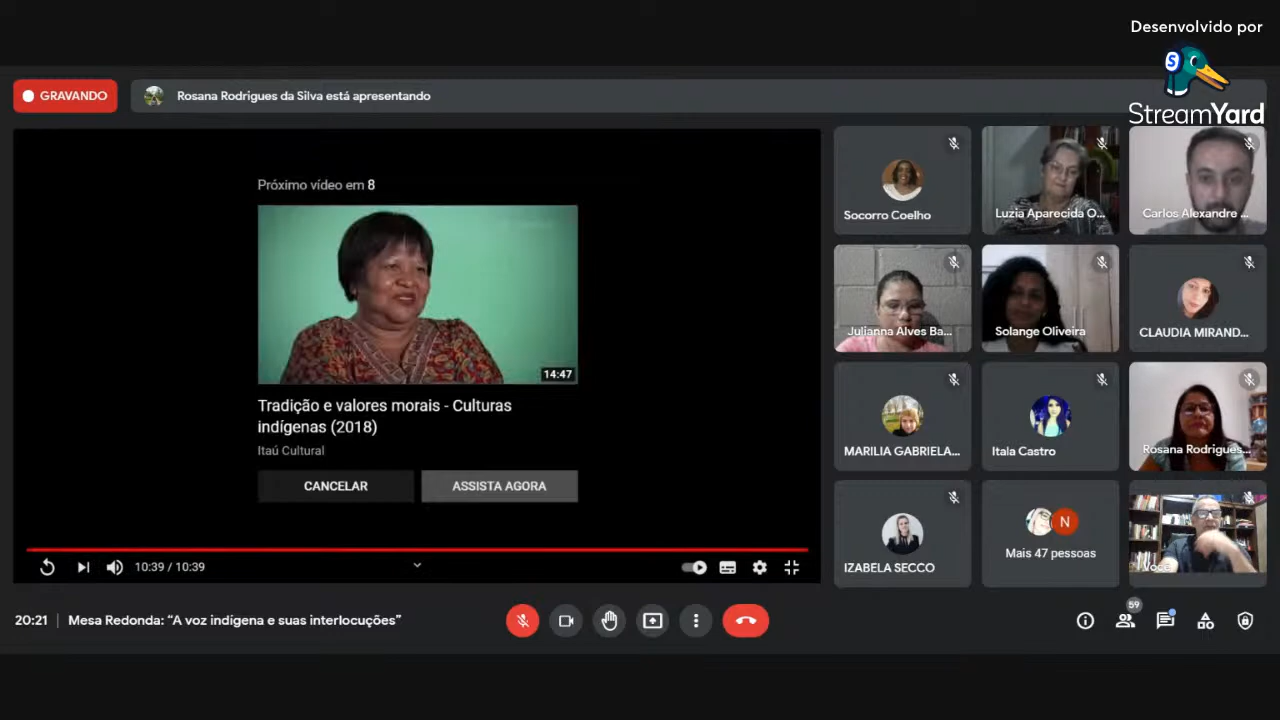 Desenvolvido por
S
StreamYard
GRAVANDO
Rosana Rodrigues da Silva está apresentando
Próximo vídeo em 8
14:47
Tradição e valores morais - Culturas
indígenas (2018)
Itaú Cultural
CANCELAR
ASSISTA AGORA
10:39 / 10:39
Socorro Coelho
Luzia Aparecida O...
Carlos Alexandre ...
Julianna Alves Ba...
Solange Oliveira
CLAUDIA MIRAND...
MARILIA GABRIELA...
Itala Castro
Rosana Rodrigues...
IZABELA SECCO
N
Mais 47 pessoas
Você
20:21
Mesa Redonda: “A voz indígena e suas interlocuções”
59